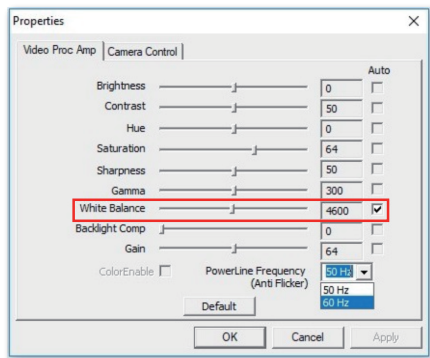 Properties
Video Proc Amp Camera Control
Auto
Brightness 0
Contrast 50
Hue 0
Saturation 64
Sharpness 50
Gamma 300
White Balance 4600
Backlight Comp 0
Gain 64
ColorEnable PowerLine Frequency 50 Hz
(Anti Flicker) 50 Hz
60 Hz
Default
OK Cancel Apply